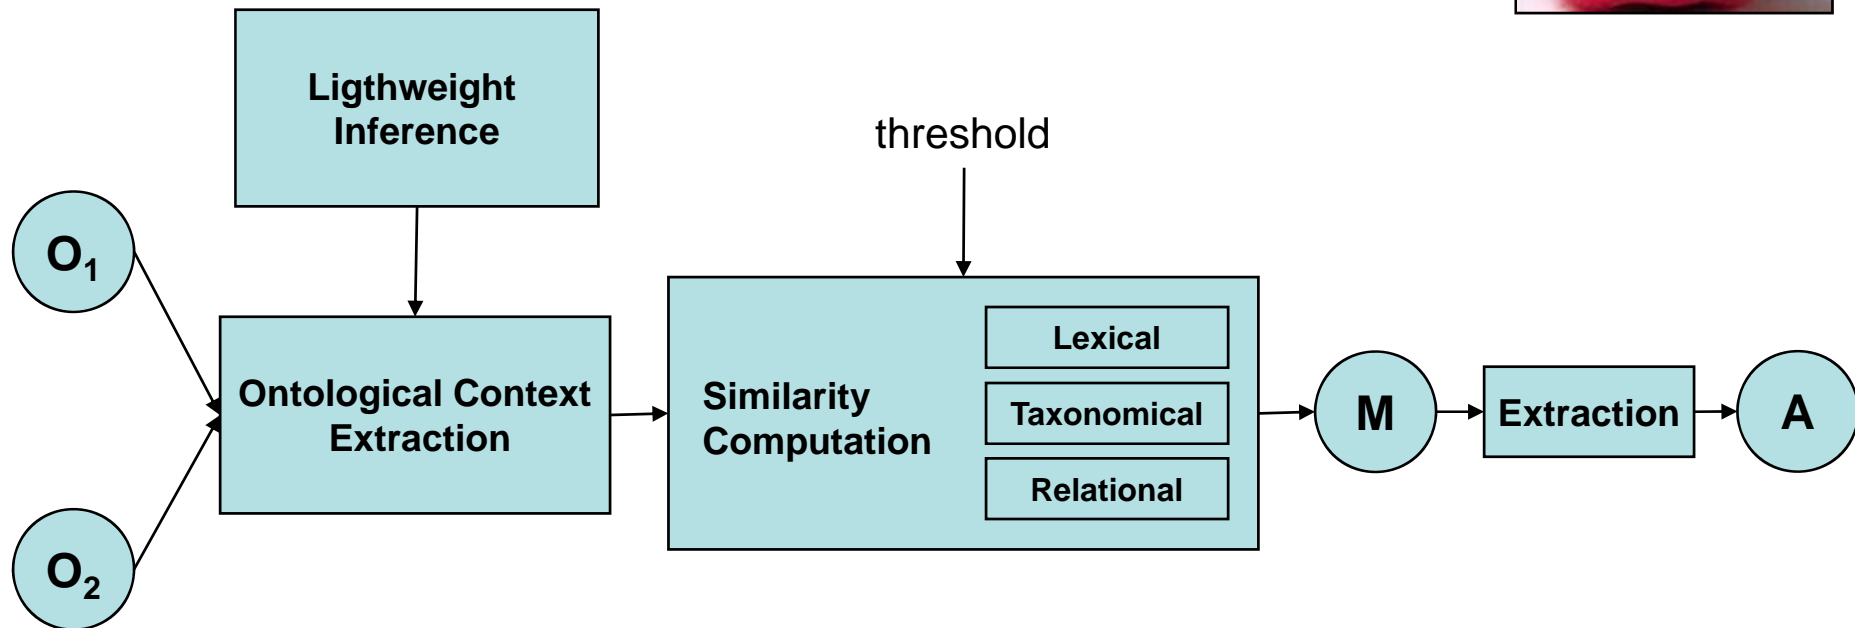 Ligthweight
Inference
threshold
O₁
Ontological Context
Extraction
Similarity
Computation
Lexical
Taxonomical
Relational
M
Extraction
A
O₂